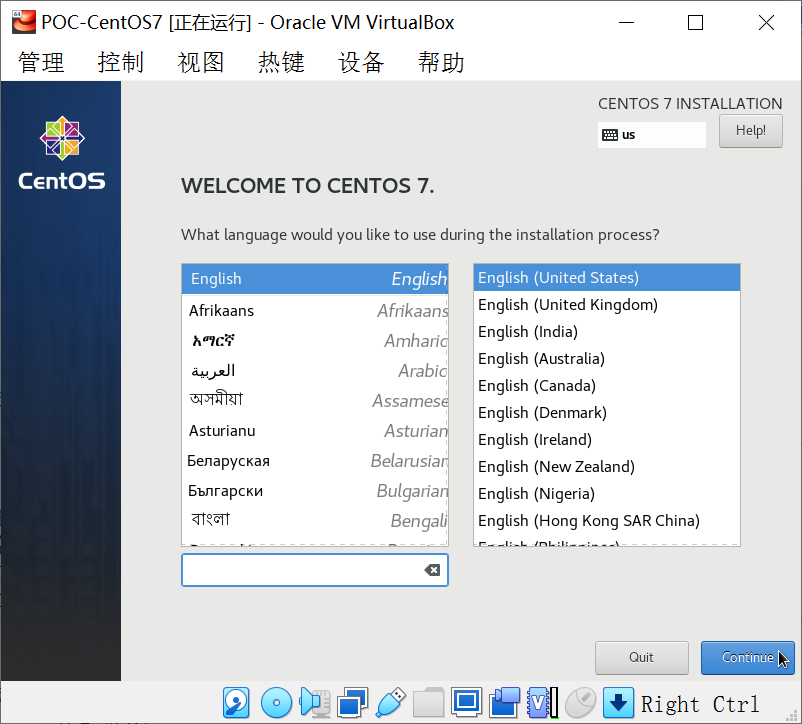 POC-CentOS7 [正在运行] - Oracle VM VirtualBox
管理 控制 视图 热键 设备 帮助
CentOS
CENTOS 7 INSTALLATION
us
Help!
WELCOME TO CENTOS 7.
What language would you like to use during the installation process?
English English
Afrikaans Afrikaans
አማርኛ Amharic
العربية Arabic
অসমীয়া Assamese
Asturianu Asturian
Беларуская Belarusian
Български Bulgarian
বাংলা Bengali
English (United States)
English (United Kingdom)
English (India)
English (Australia)
English (Canada)
English (Denmark)
English (Ireland)
English (New Zealand)
English (Nigeria)
English (Hong Kong SAR China)
English (Philippines)
Quit
Continue
Right Ctrl